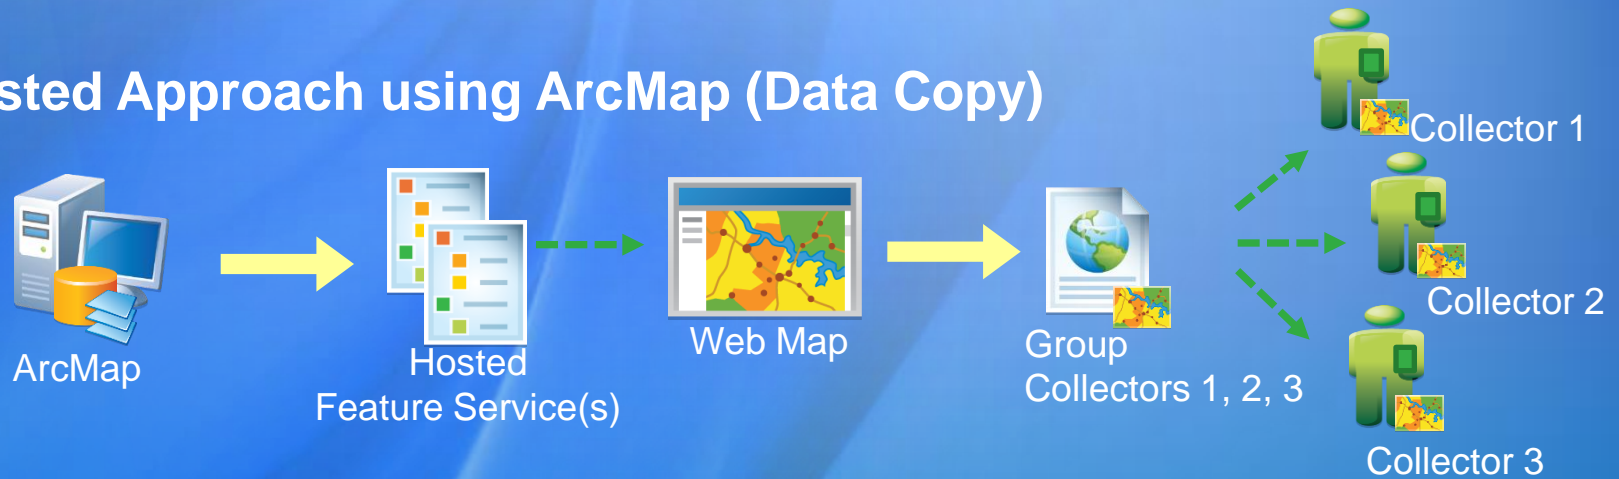 sted Approach using ArcMap (Data Copy)
ArcMap
Hosted
Feature Service(s)
Web Map
Group
Collectors 1, 2, 3
Collector 1
Collector 2
Collector 3